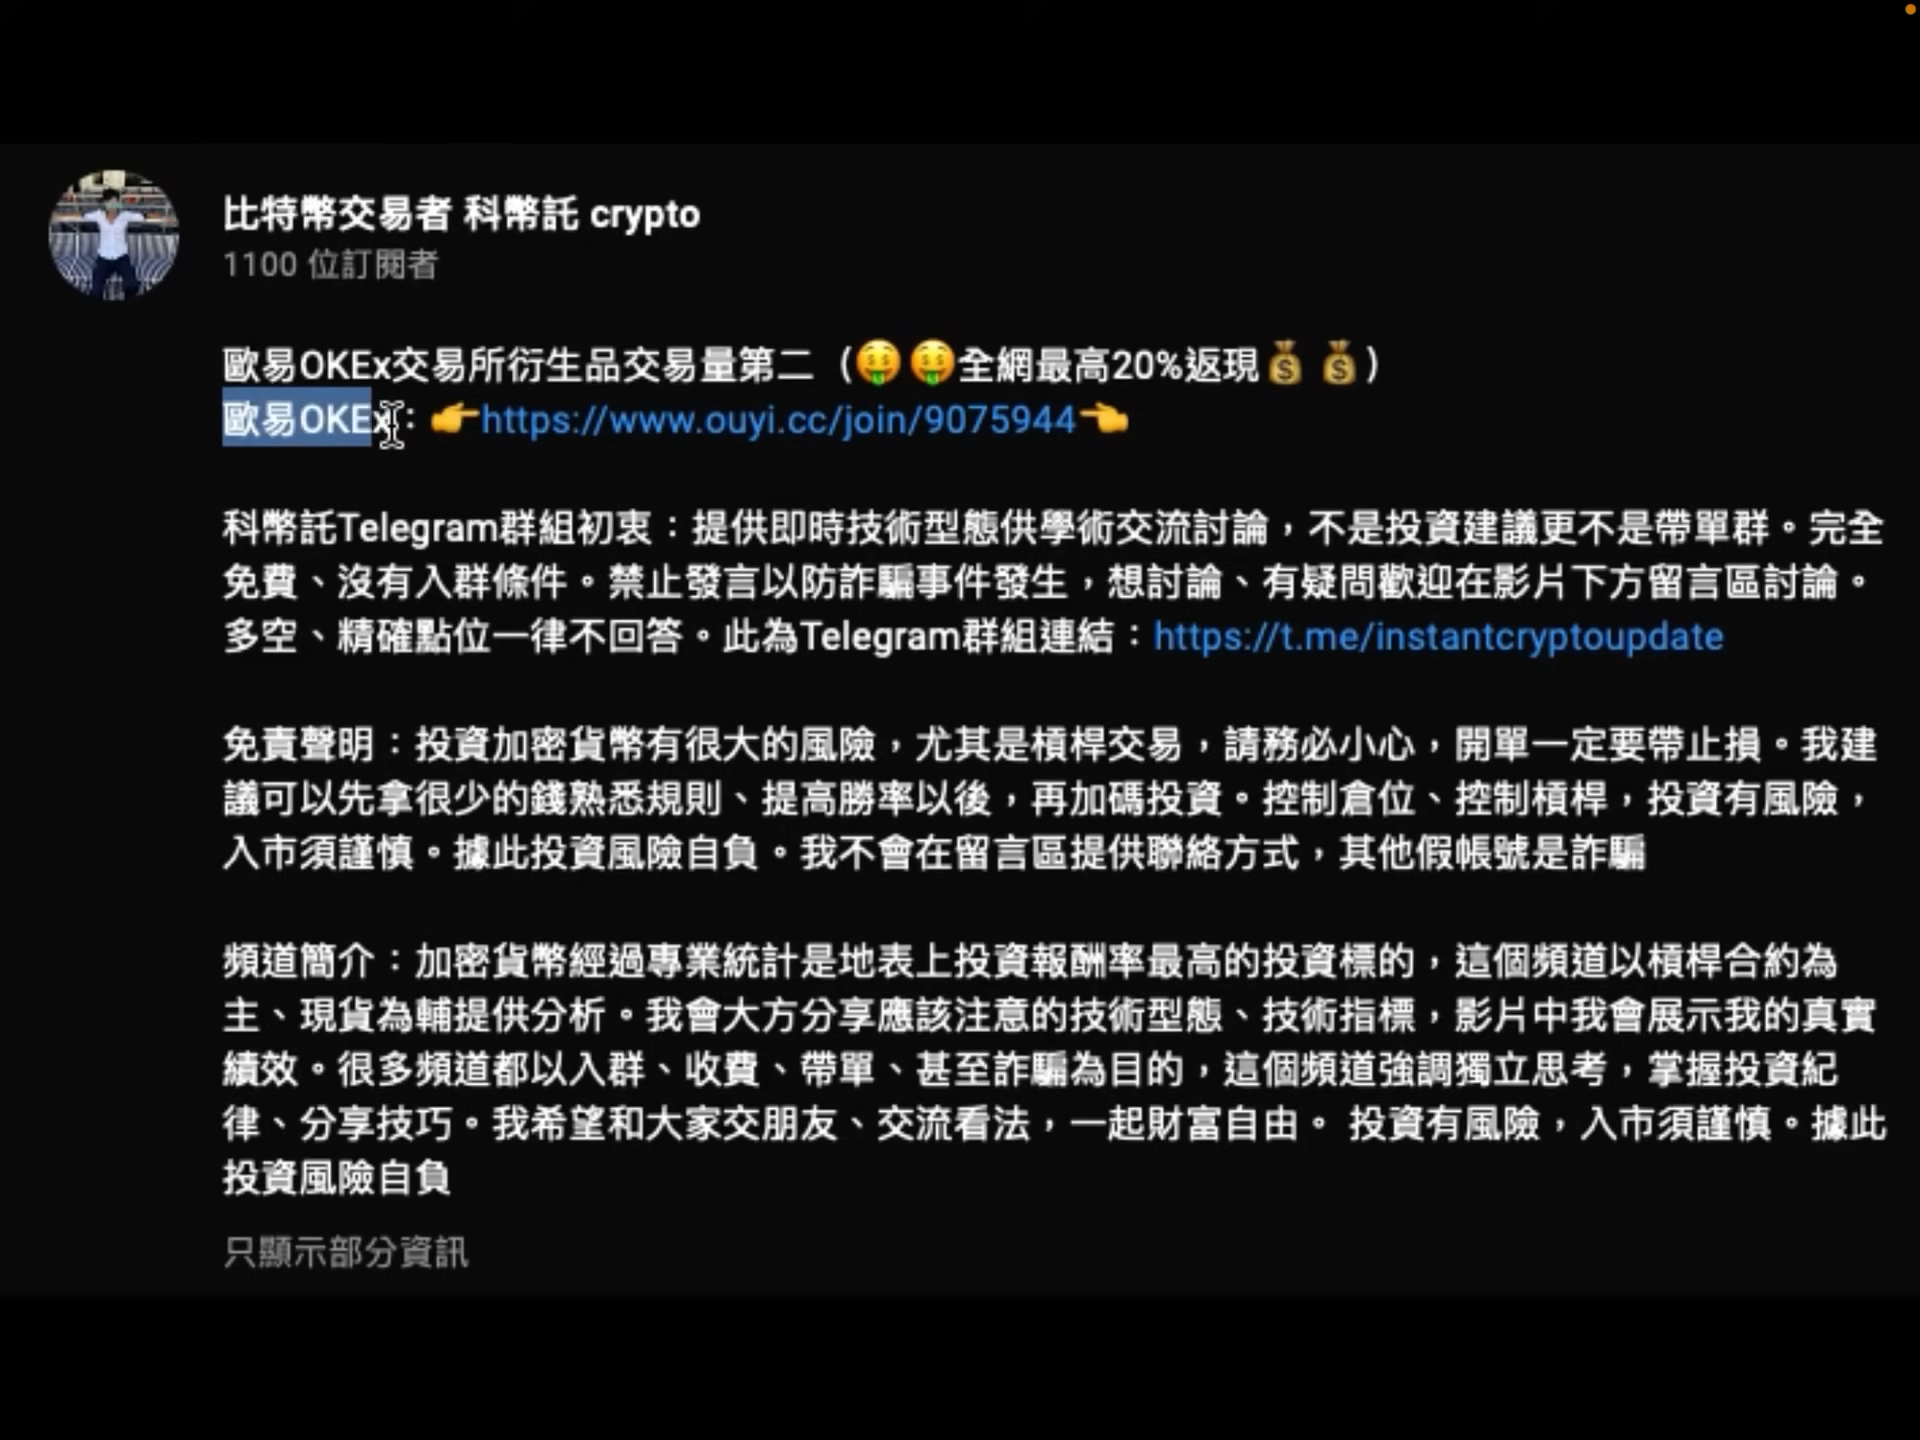 比特幣交易者 科幣託 crypto
1100 位訂閱者
歐易OKEx交易所衍生品交易量第二（🤑🤑全網最高20%返現💰💰）
歐易OKEx：👉https://www.ouyi.cc/join/9075944👈
科幣託Telegram群組初衷：提供即時技術型態供學術交流討論，不是投資建議更不是帶單群。完全
免費、沒有入群條件。禁止發言以防詐騙事件發生，想討論、有疑問歡迎在影片下方留言區討論。
多空、精確點位一律不回答。此為Telegram群組連結：https://t.me/instantcryptoupdate
免責聲明：投資加密貨幣有很大的風險，尤其是槓桿交易，請務必小心，開單一定要帶止損。我建
議可以先拿很少的錢熟悉規則、提高勝率以後，再加碼投資。控制倉位、控制槓桿，投資有風險，
入市須謹慎。據此投資風險自負。我不會在留言區提供聯絡方式，其他假帳號是詐騙
頻道簡介：加密貨幣經過專業統計是地表上投資報酬率最高的投資標的，這個頻道以槓桿合約為
主、現貨為輔提供分析。我會大方分享應該注意的技術型態、技術指標，影片中我會展示我的真實
績效。很多頻道都以入群、收費、帶單、甚至詐騙為目的，這個頻道強調獨立思考，掌握投資紀
律、分享技巧。我希望和大家交朋友、交流看法，一起財富自由。 投資有風險，入市須謹慎。據此
投資風險自負
只顯示部分資訊